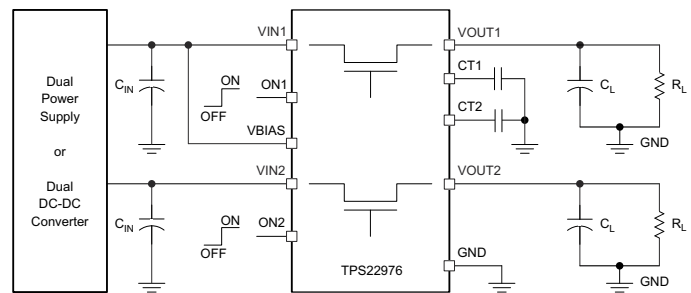 Dual
Power
Supply
or
Dual
DC-DC
Converter
CIN
ON
OFF
VIN1
ON1
VBIAS
VIN2
CIN
ON
OFF
ON2
TPS22976
VOUT1
CT1
CT2
CL
RL
GND
VOUT2
GND
CL
RL
GND